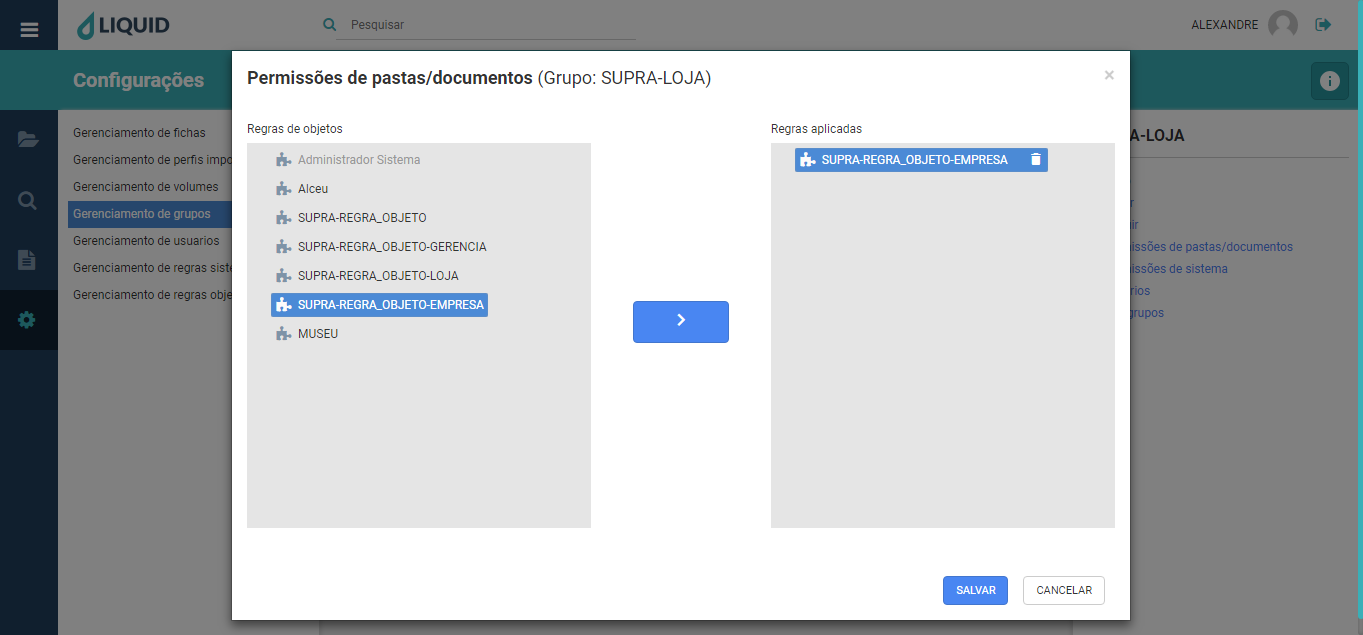 LIQUID
Pesquisar
ALEXANDRE
Configurações
Permissões de pastas/documentos (Grupo: SUPRA-LOJA)
×
Gerenciamento de fichas
Gerenciamento de perfis impo
Gerenciamento de volumes
Gerenciamento de grupos
Gerenciamento de usuarios
Gerenciamento de regras siste
Gerenciamento de regras obje
Regras de objetos
Administrador Sistema
Alceu
SUPRA-REGRA_OBJETO
SUPRA-REGRA_OBJETO-GERENCIA
SUPRA-REGRA_OBJETO-LOJA
SUPRA-REGRA_OBJETO-EMPRESA
MUSEU
Regras aplicadas
SUPRA-REGRA_OBJETO-EMPRESA
SALVAR
CANCELAR
A-LOJA
r
ir
issões de pastas/documentos
issões de sistema
rios
grupos